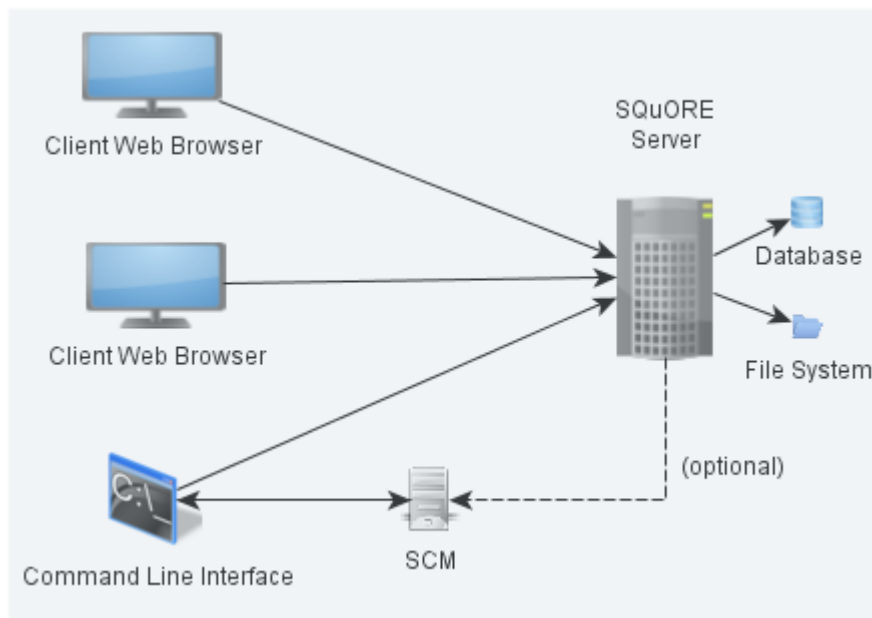 Client Web Browser
SQuORE
Server
Database
Client Web Browser
File System
(optional)
C:\_
SCM
Command Line Interface